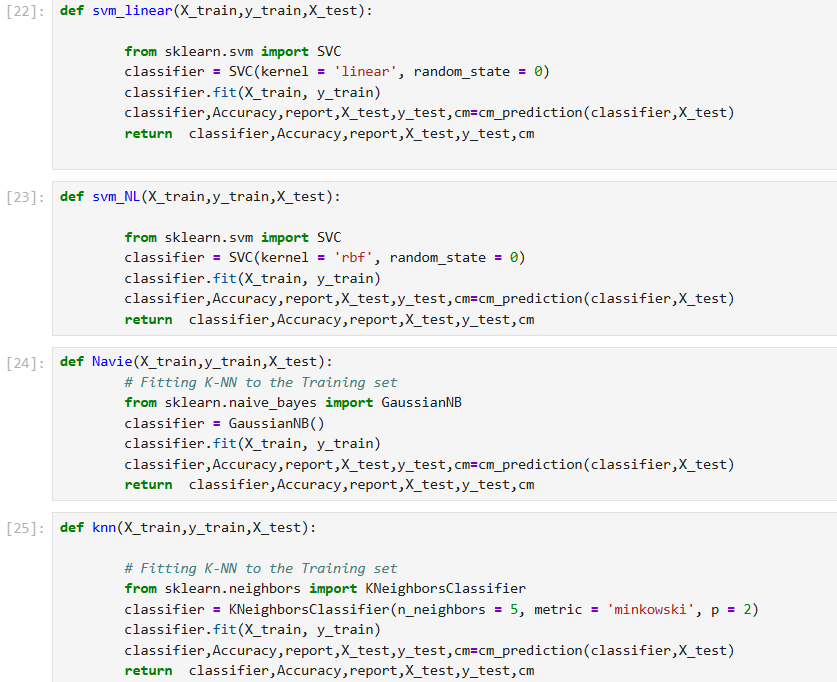 [22]: def svm_linear(X_train,y_train,X_test):
from sklearn.svm import SVC
classifier = SVC(kernel = 'linear', random_state = 0)
classifier.fit(X_train, y_train)
classifier,Accuracy,report,X_test,y_test,cm=cm_prediction(classifier,X_test)
return  classifier,Accuracy,report,X_test,y_test,cm
[23]: def svm_NL(X_train,y_train,X_test):
from sklearn.svm import SVC
classifier = SVC(kernel = 'rbf', random_state = 0)
classifier.fit(X_train, y_train)
classifier,Accuracy,report,X_test,y_test,cm=cm_prediction(classifier,X_test)
return  classifier,Accuracy,report,X_test,y_test,cm
[24]: def Navie(X_train,y_train,X_test):
# Fitting K-NN to the Training set
from sklearn.naive_bayes import GaussianNB
classifier = GaussianNB()
classifier.fit(X_train, y_train)
classifier,Accuracy,report,X_test,y_test,cm=cm_prediction(classifier,X_test)
return  classifier,Accuracy,report,X_test,y_test,cm
[25]: def knn(X_train,y_train,X_test):
# Fitting K-NN to the Training set
from sklearn.neighbors import KNeighborsClassifier
classifier = KNeighborsClassifier(n_neighbors = 5, metric = 'minkowski', p = 2)
classifier.fit(X_train, y_train)
classifier,Accuracy,report,X_test,y_test,cm=cm_prediction(classifier,X_test)
return  classifier,Accuracy,report,X_test,y_test,cm